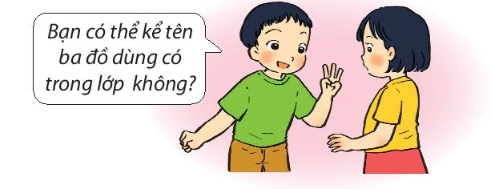 Bạn có thể kể tên
ba đồ dùng có
trong lớp không?